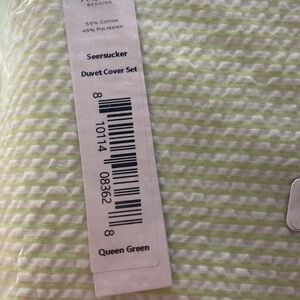 BEDDING
55% COTTON
45% POLYESTER
Seersucker
Duvet Cover Set
8 10114 08362 8
Queen Green